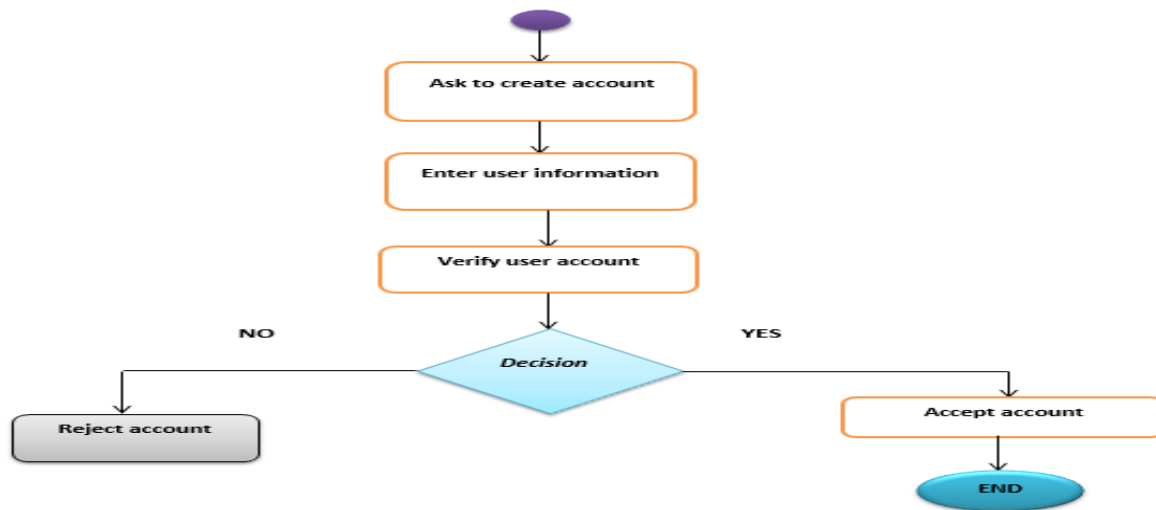 Ask to create account
Enter user information
Verify user account
NO
YES
Decision
Accept account
Reject account
END